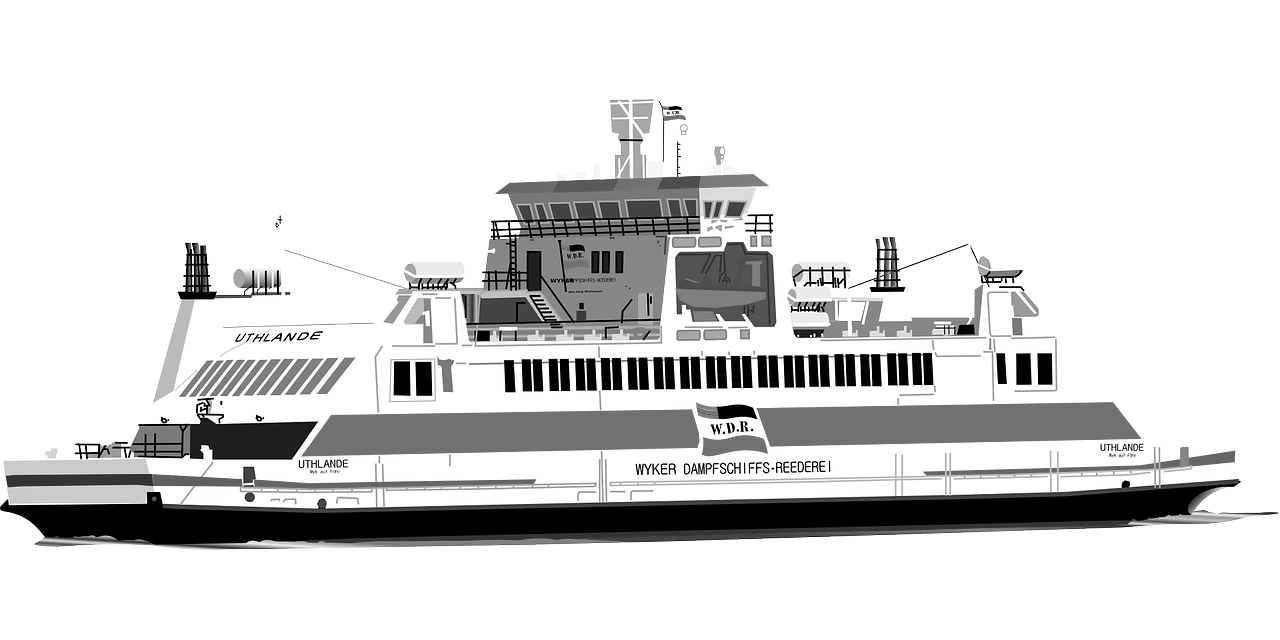 W.D.R.
W.D.R.
WYKER DAMPFSCHIFFS-REEDEREI
UTHLANDE
W.D.R.
UTHLANDE
Wyk auf Föhr
WYKER DAMPFSCHIFFS-REEDEREI
UTHLANDE
Wyk auf Föhr